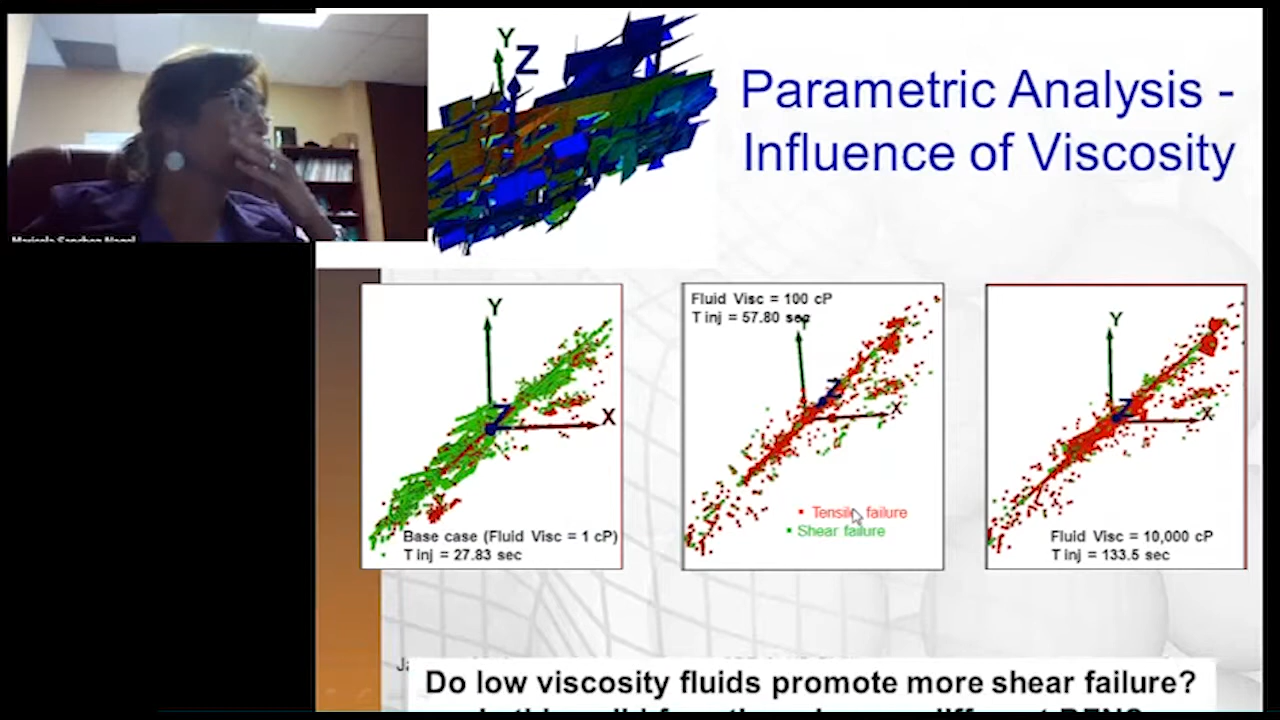 Parametric Analysis -
Influence of Viscosity
Y
Z
Y
Z
X
Base case (Fluid Visc = 1 cP)
T inj = 27.83 sec
Fluid Visc = 100 cP
T inj = 57.80 sec
Y
Z
X
Tensile failure
Shear failure
Y
Z
X
Fluid Visc = 10,000 cP
T inj = 133.5 sec
Do low viscosity fluids promote more shear failure?